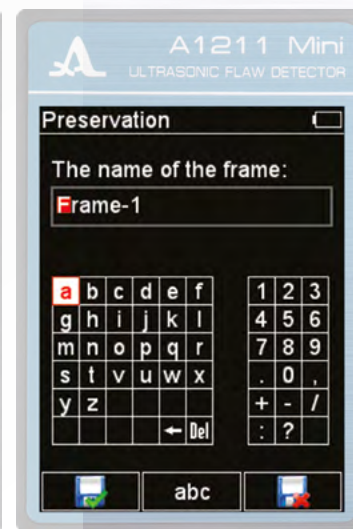 A1211 Mini
ULTRASONIC FLAW DETECTOR
Preservation
The name of the frame:
Frame-1
a b c d e f 1 2 3
g h i j k l 4 5 6
m n o p q r 7 8 9
s t v u w x . 0 ,
y z + - /
← Del : ?
abc